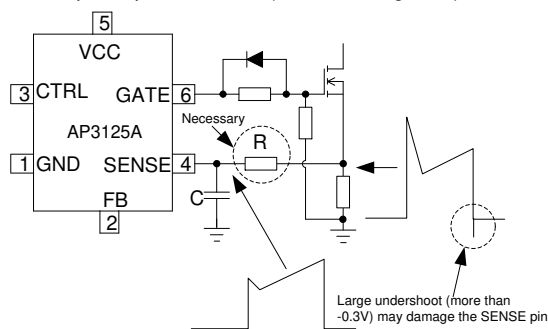 5
VCC
3 CTRL GATE 6
AP3125A
1 GND SENSE 4
FB
2
Necessary
R
C
Large undershoot (more than
-0.3V) may damage the SENSE pin